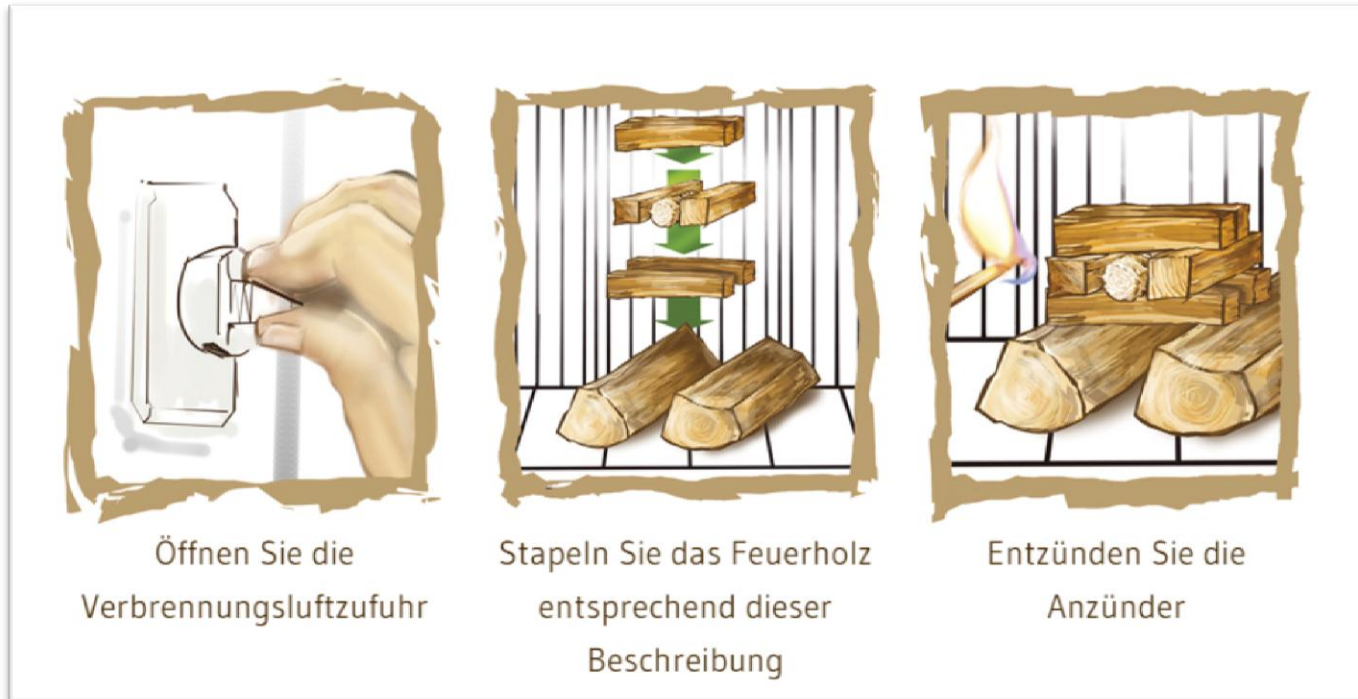 Öffnen Sie die
Verbrennungsluftzufuhr
Stapeln Sie das Feuerholz
entsprechend dieser
Beschreibung
Entzünden Sie die
Anzünder